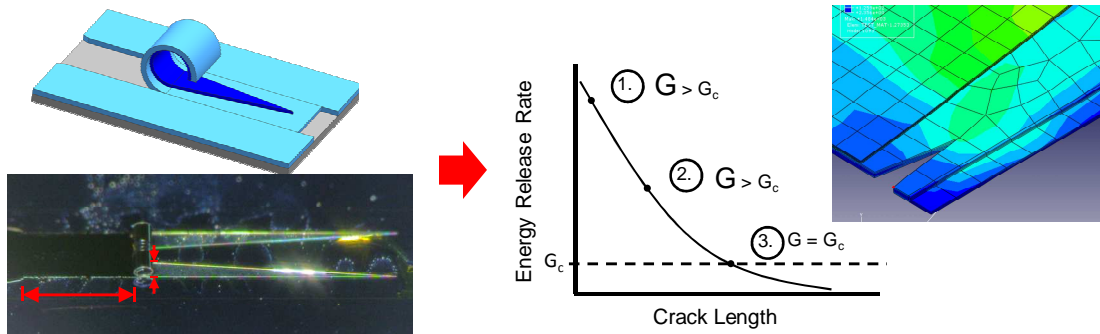 1. G > Gc
2. G > Gc
3. G = Gc
Gc
Energy Release Rate
Crack Length